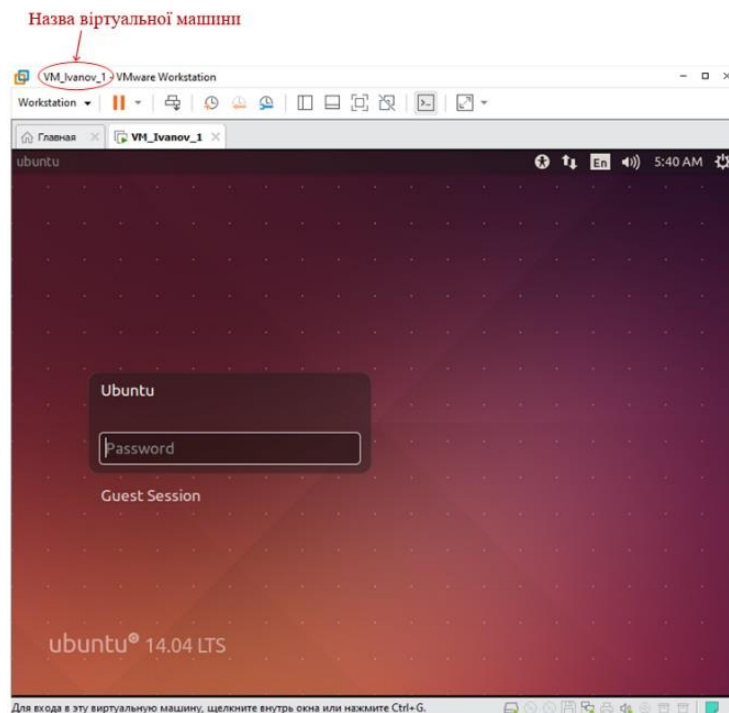 Назва віртуальної машини
VM_Ivanov_1 - VMware Workstation
Workstation
Главная
VM_Ivanov_1
ubuntu
En
5:40 AM
Ubuntu
Password
Guest Session
ubuntu® 14.04 LTS
Для входа в эту виртуальную машину, щелкните внутрь окна или нажмите Ctrl+G.